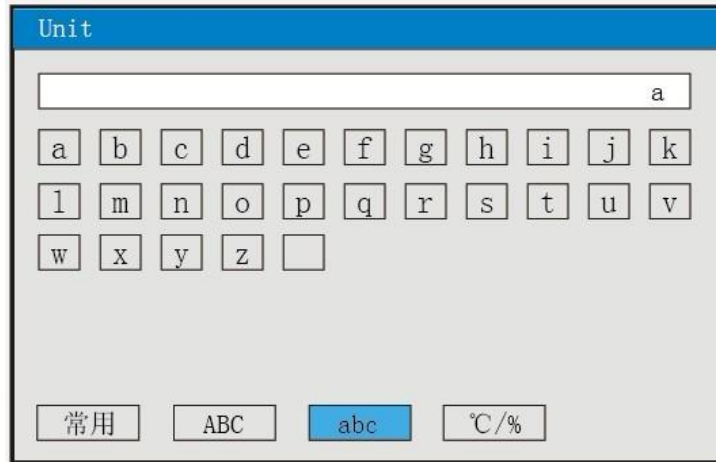 Unit
a
a b c d e f g h i j k
l m n o p q r s t u v
w x y z
常用 ABC abc ℃/%